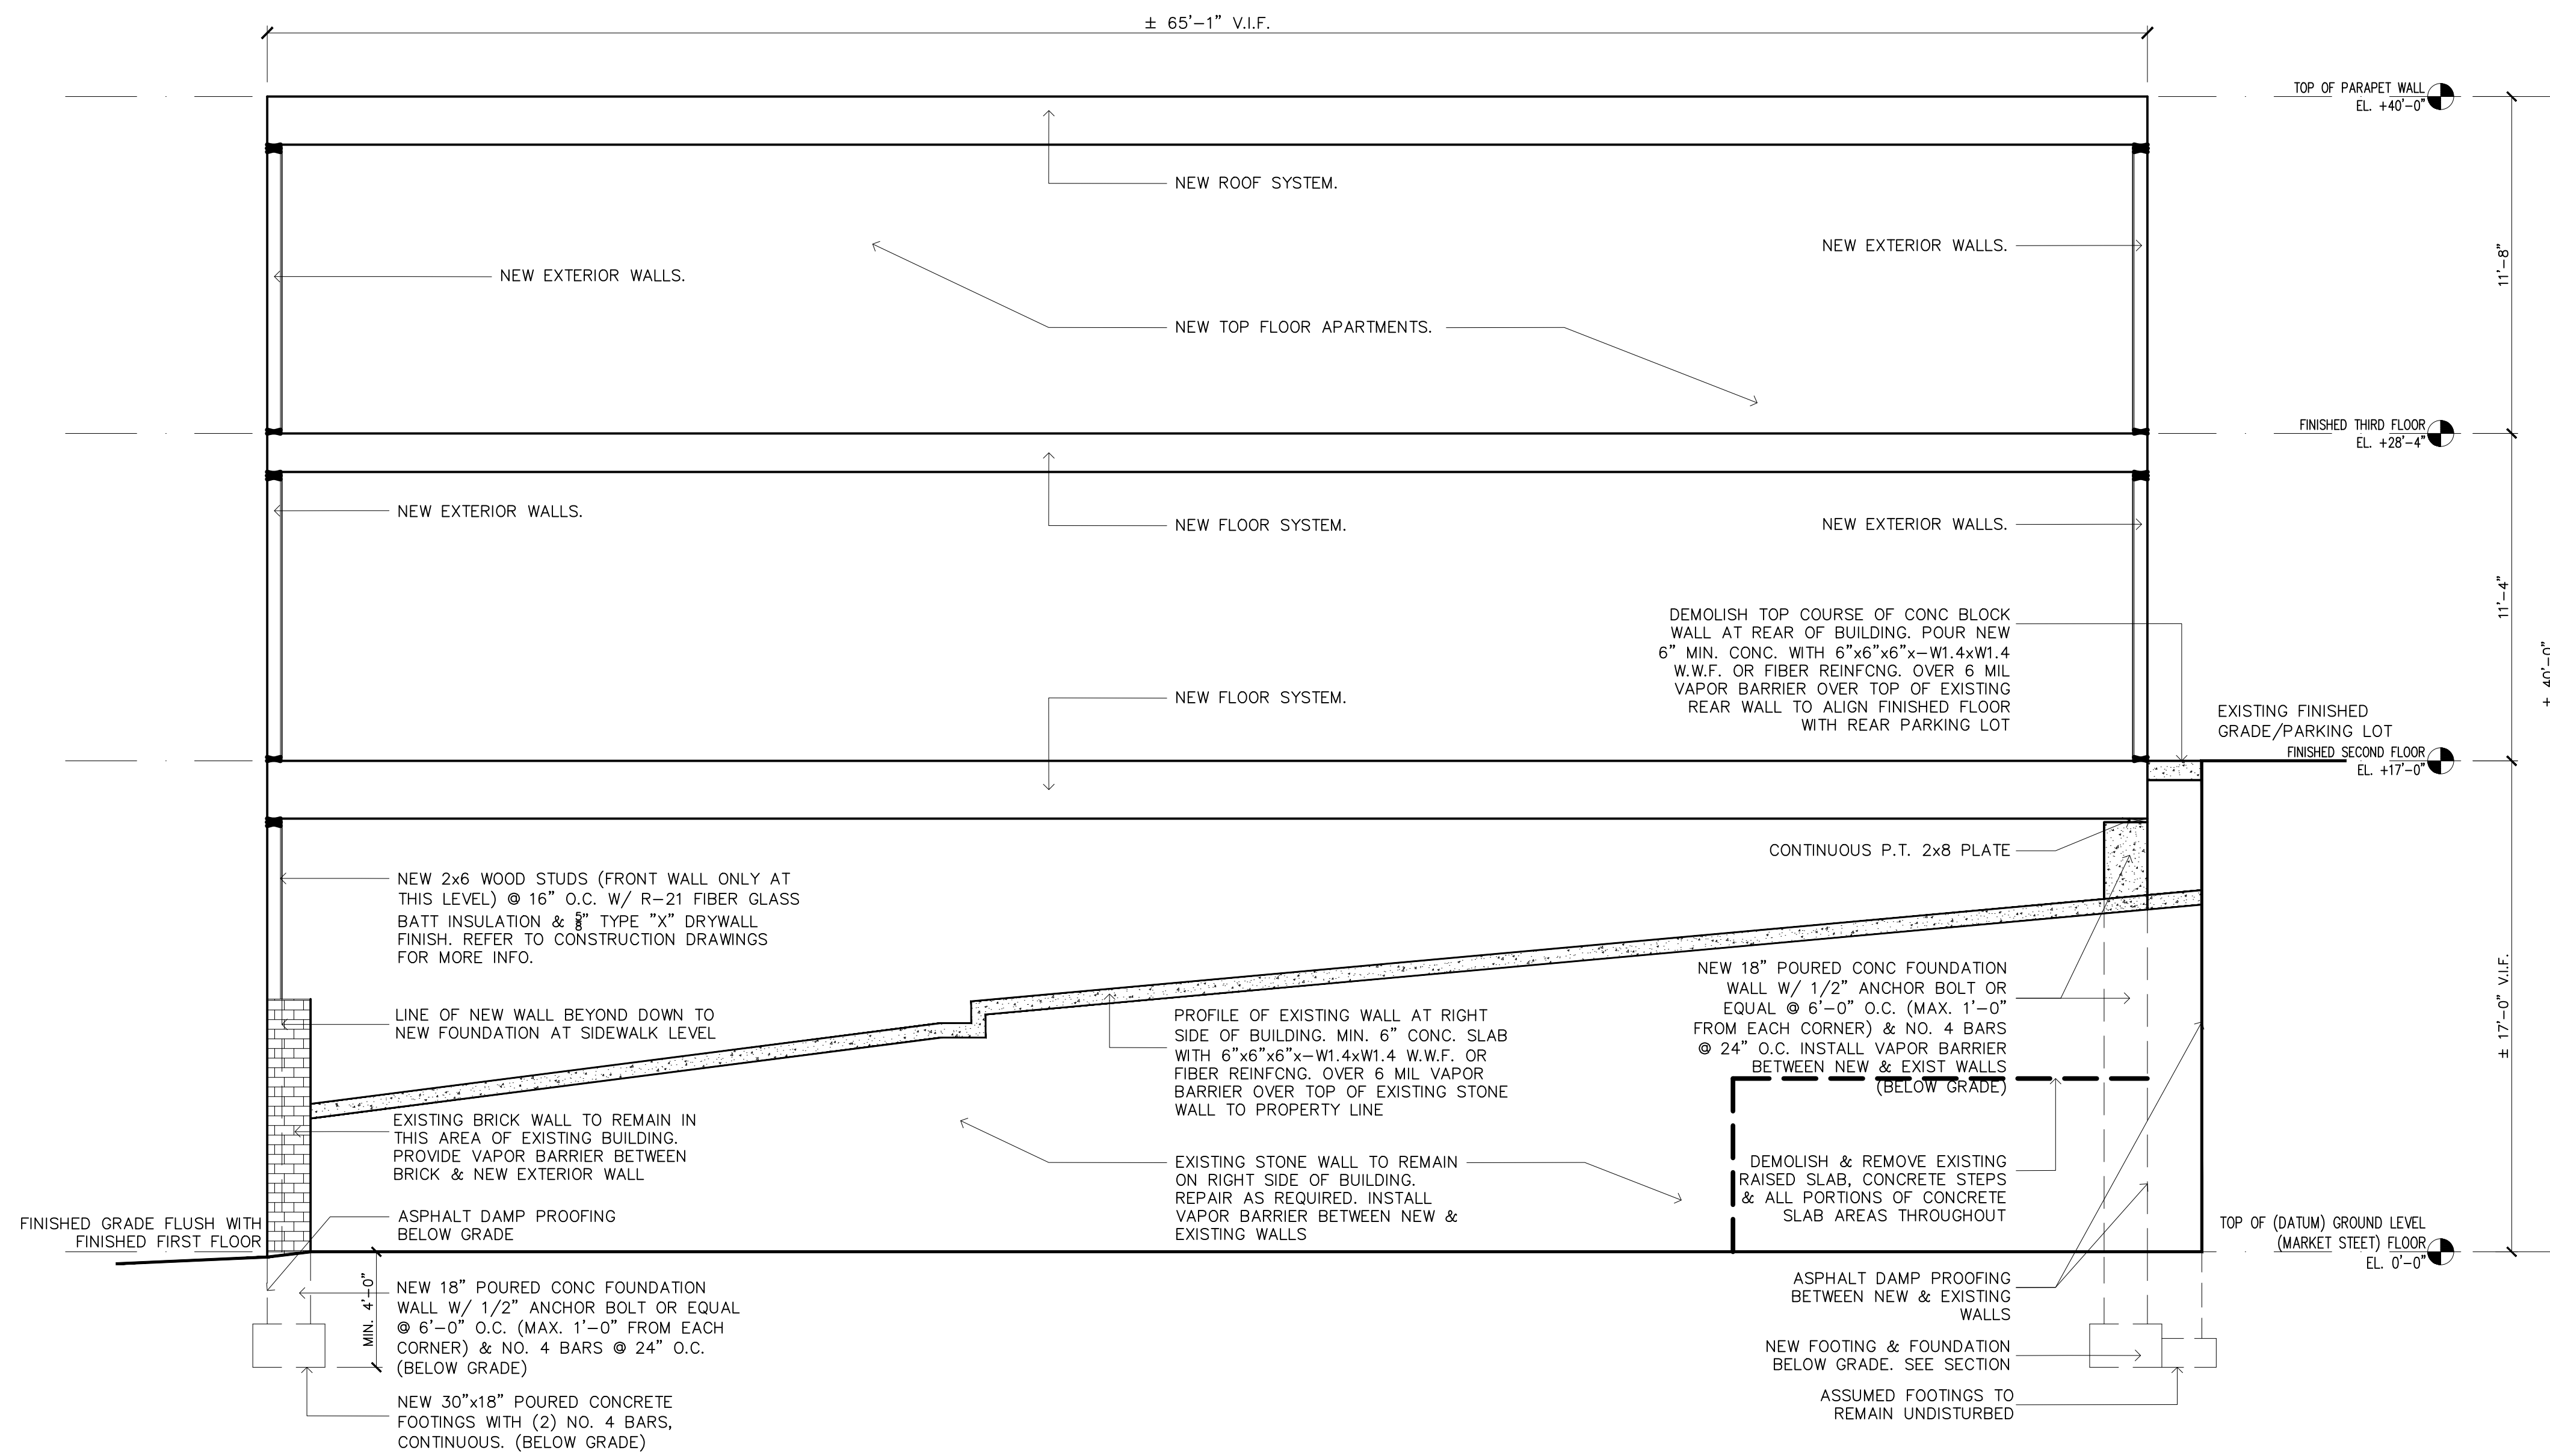 ± 65'-1" V.I.F.
TOP OF PARAPET WALL
EL. +40'-0"
NEW ROOF SYSTEM.
NEW EXTERIOR WALLS.
NEW EXTERIOR WALLS.
11'-8"
NEW TOP FLOOR APARTMENTS.
FINISHED THIRD FLOOR
EL. +28'-4"
NEW EXTERIOR WALLS.
NEW FLOOR SYSTEM.
NEW EXTERIOR WALLS.
11'-4"
DEMOLISH TOP COURSE OF CONC BLOCK
WALL AT REAR OF BUILDING. POUR NEW
6" MIN. CONC. WITH 6"x6"x6"x-W1.4xW1.4
W.W.F. OR FIBER REINFCNG. OVER 6 MIL
VAPOR BARRIER OVER TOP OF EXISTING
REAR WALL TO ALIGN FINISHED FLOOR
WITH REAR PARKING LOT
± 40'-0"
NEW FLOOR SYSTEM.
EXISTING FINISHED
GRADE/PARKING LOT
FINISHED SECOND FLOOR
EL. +17'-0"
CONTINUOUS P.T. 2x8 PLATE
NEW 2x6 WOOD STUDS (FRONT WALL ONLY AT
THIS LEVEL) @ 16" O.C. W/ R-21 FIBER GLASS
BATT INSULATION & 5/8" TYPE "X" DRYWALL
FINISH. REFER TO CONSTRUCTION DRAWINGS
FOR MORE INFO.
NEW 18" POURED CONC FOUNDATION
WALL W/ 1/2" ANCHOR BOLT OR
EQUAL @ 6'-0" O.C. (MAX. 1'-0"
FROM EACH CORNER) & NO. 4 BARS
@ 24" O.C. INSTALL VAPOR BARRIER
BETWEEN NEW & EXIST WALLS
(BELOW GRADE)
± 17'-0" V.I.F.
LINE OF NEW WALL BEYOND DOWN TO
NEW FOUNDATION AT SIDEWALK LEVEL
PROFILE OF EXISTING WALL AT RIGHT
SIDE OF BUILDING. MIN. 6" CONC. SLAB
WITH 6"x6"x6"x-W1.4xW1.4 W.W.F. OR
FIBER REINFCNG. OVER 6 MIL VAPOR
BARRIER OVER TOP OF EXISTING STONE
WALL TO PROPERTY LINE
EXISTING BRICK WALL TO REMAIN IN
THIS AREA OF EXISTING BUILDING.
PROVIDE VAPOR BARRIER BETWEEN
BRICK & NEW EXTERIOR WALL
EXISTING STONE WALL TO REMAIN
ON RIGHT SIDE OF BUILDING.
REPAIR AS REQUIRED. INSTALL
VAPOR BARRIER BETWEEN NEW &
EXISTING WALLS
DEMOLISH & REMOVE EXISTING
RAISED SLAB, CONCRETE STEPS
& ALL PORTIONS OF CONCRETE
SLAB AREAS THROUGHOUT
FINISHED GRADE FLUSH WITH
FINISHED FIRST FLOOR
ASPHALT DAMP PROOFING
BELOW GRADE
TOP OF (DATUM) GROUND LEVEL
(MARKET STEET) FLOOR
EL. 0'-0"
MIN. 4'-0"
NEW 18" POURED CONC FOUNDATION
WALL W/ 1/2" ANCHOR BOLT OR EQUAL
@ 6'-0" O.C. (MAX. 1'-0" FROM EACH
CORNER) & NO. 4 BARS @ 24" O.C.
(BELOW GRADE)
ASPHALT DAMP PROOFING
BETWEEN NEW & EXISTING
WALLS
NEW FOOTING & FOUNDATION
BELOW GRADE. SEE SECTION
NEW 30"x18" POURED CONCRETE
FOOTINGS WITH (2) NO. 4 BARS,
CONTINUOUS. (BELOW GRADE)
ASSUMED FOOTINGS TO
REMAIN UNDISTURBED